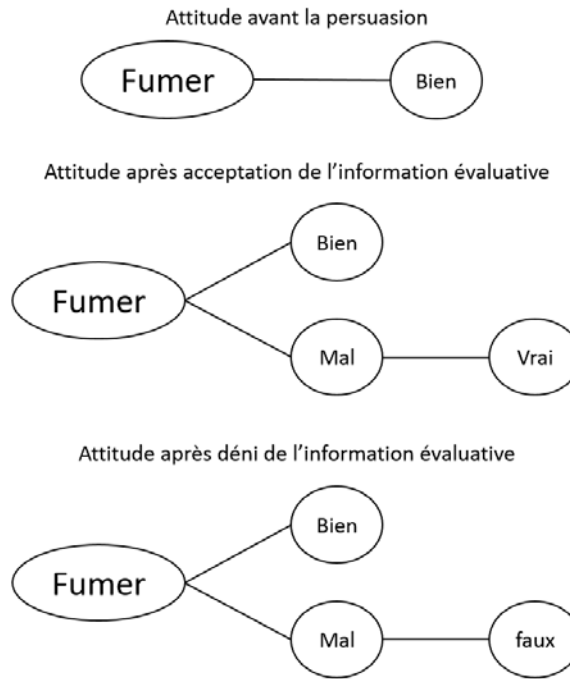 Attitude avant la persuasion
Fumer
Bien
Attitude après acceptation de l'information évaluative
Bien
Fumer
Mal
Vrai
Attitude après déni de l'information évaluative
Bien
Fumer
Mal
faux